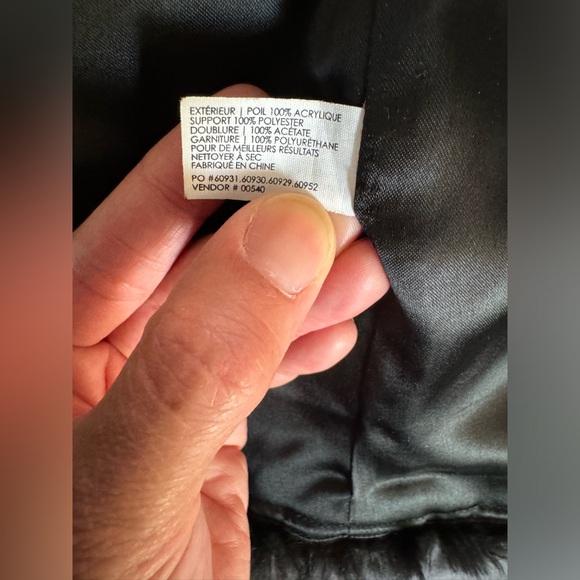 EXTÉRIEUR | POIL 100% ACRYLIQUE
SUPPORT 100% POLYESTER
DOUBLURE | 100% ACÉTATE
GARNITURE | 100% POLYURÉTHANE
POUR DE MEILLEURS RÉSULTATS
NETTOYER À SEC
FABRIQUÉ EN CHINE
PO #60931.60930.60929.60952
VENDOR # 00540